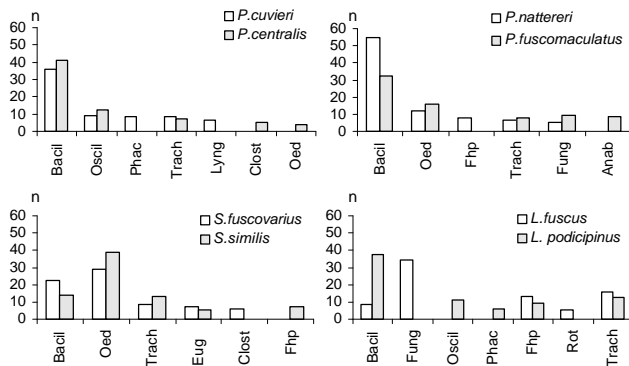 n
P.cuvieri
P.centralis
60
50
40
30
20
10
0
Bacil
Oscil
Phac
Trach
Lyng
Clost
Oed
n
P.nattereri
P.fuscomaculatus
60
50
40
30
20
10
0
Bacil
Oed
Fhp
Trach
Fung
Anab
n
S.fuscovarius
S.similis
60
50
40
30
20
10
0
Bacil
Oed
Trach
Eug
Clost
Fhp
n
L.fuscus
L. podicipinus
60
50
40
30
20
10
0
Bacil
Fung
Oscil
Phac
Fhp
Rot
Trach